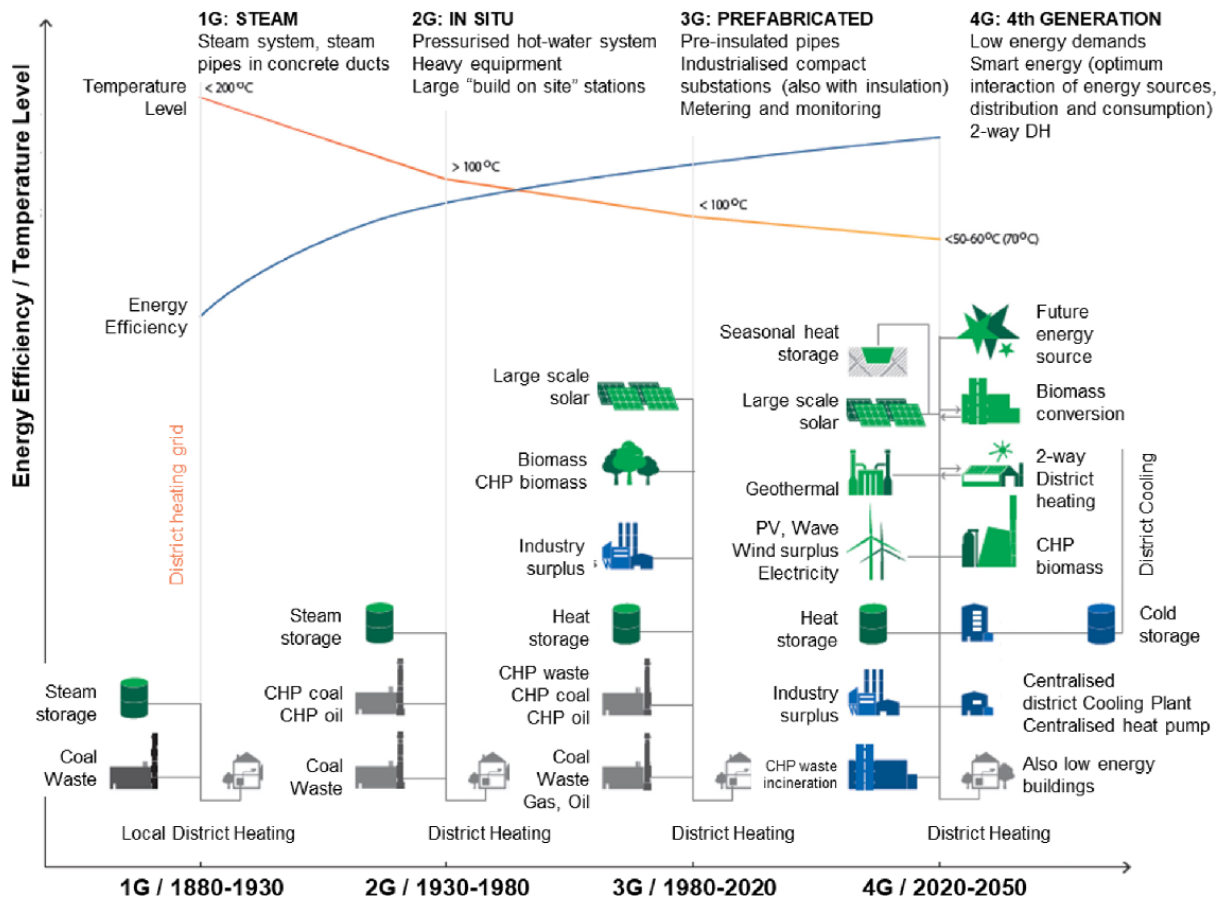 1G: STEAM
Steam system, steam
pipes in concrete ducts
2G: IN SITU
Pressurised hot-water system
Heavy equiprment
Large “build on site” stations
3G: PREFABRICATED
Pre-insulated pipes
Industrialised compact
substations (also with insulation)
Metering and monitoring
4G: 4th GENERATION
Low energy demands
Smart energy (optimum
interaction of energy sources,
distribution and consumption)
2-way DH
Energy Efficiency / Temperature Level
Temperature
Level
< 200 °C
> 100 °C
< 100 °C
<50-60°C (70°C)
Energy
Efficiency
District heating grid
Steam
storage
Coal
Waste
Local District Heating
Steam
storage
CHP coal
CHP oil
Coal
Waste
District Heating
Large scale
solar
Biomass
CHP biomass
Industry
surplus
s
Heat
storage
CHP waste
CHP coal
CHP oil
Coal
Waste
Gas, Oil
District Heating
Seasonal heat
storage
Large scale
solar
Geothermal
PV, Wave
Wind surplus
Electricity
Heat
storage
Industry
surplus
CHP waste
incineration
Future
energy
source
Biomass
conversion
2-way
District
heating
CHP
biomass
District Cooling
Cold
storage
Centralised
district Cooling Plant
Centralised heat pump
Also low energy
buildings
District Heating
1G / 1880-1930
2G / 1930-1980
3G / 1980-2020
4G / 2020-2050